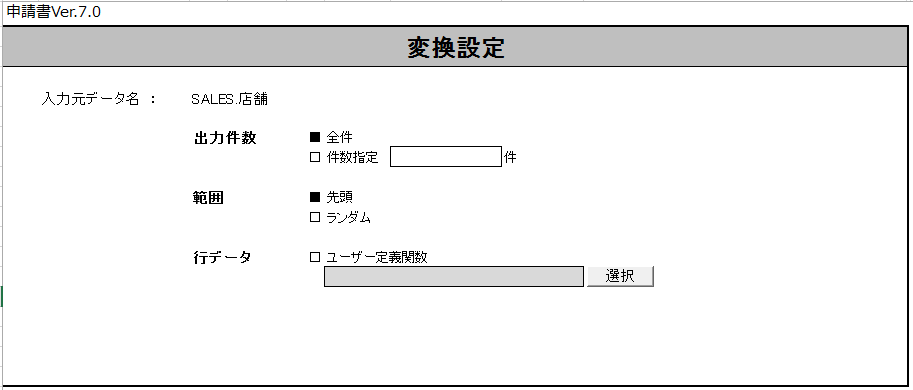 申請書Ver.7.0
変換設定
入力元データ名 : SALES.店舗
出力件数 ■ 全件
□ 件数指定 件
範囲 ■ 先頭
□ ランダム
行データ □ ユーザー定義関数
選択